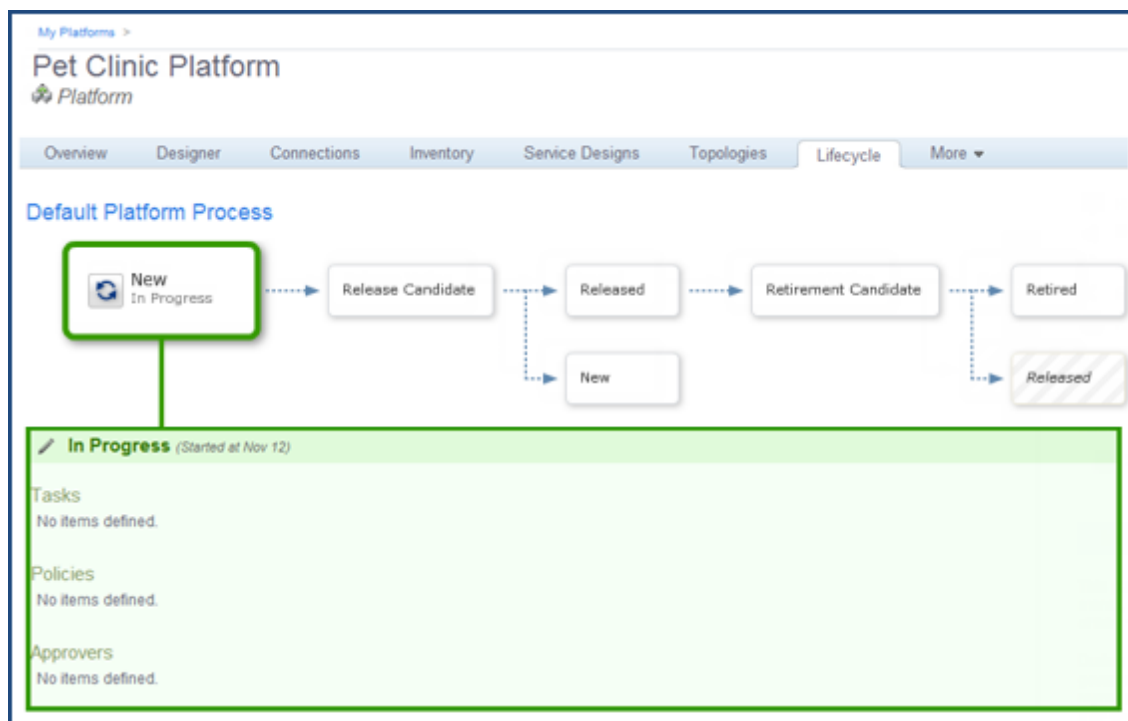 My Platforms >
Pet Clinic Platform
Platform
Overview Designer Connections Inventory Service Designs Topologies Lifecycle More
Default Platform Process
New
In Progress
Release Candidate
Released
Retirement Candidate
Retired
New
Released
In Progress (Started at Nov 12)
Tasks
No items defined.
Policies
No items defined.
Approvers
No items defined.